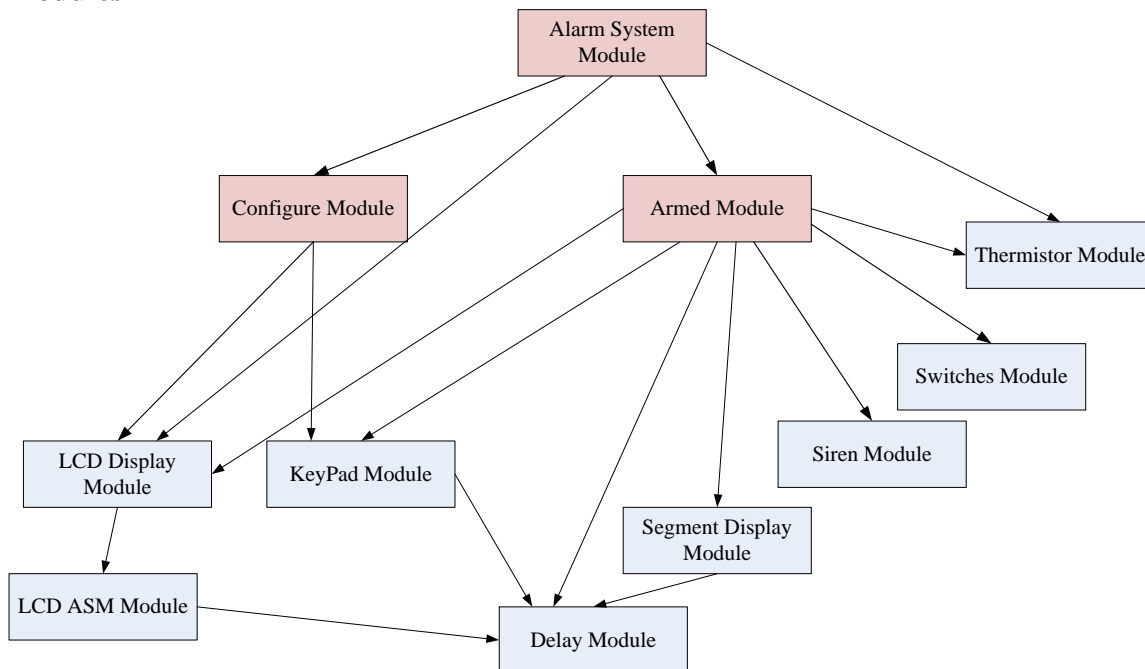 Alarm System
Module
Configure Module
Armed Module
Thermistor Module
Switches Module
LCD Display
Module
KeyPad Module
Siren Module
Segment Display
Module
LCD ASM Module
Delay Module